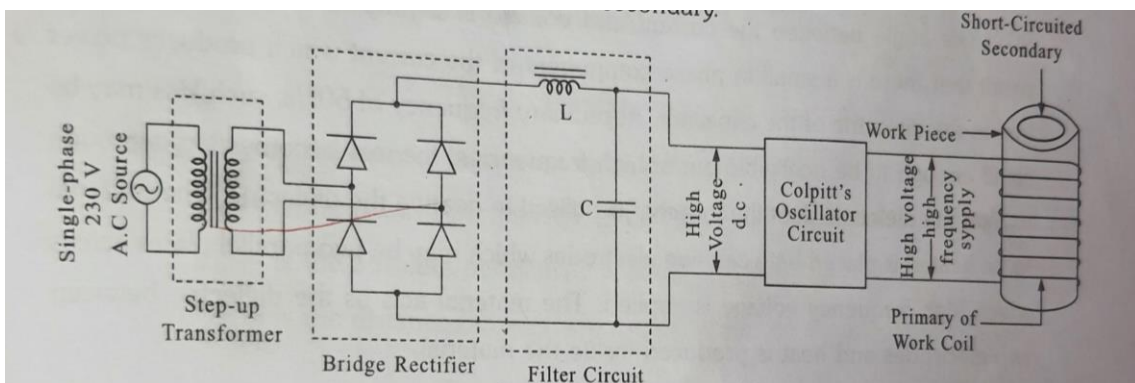 secondary.
Short-Circuited
Secondary
Single-phase
230 V
A.C Source
Step-up
Transformer
Bridge Rectifier
L
C
Filter Circuit
High
Voltage
d.c.
Colpitt's
Oscillator
Circuit
High voltage
high
frequency
sypply
Work Piece
Primary of
Work Coil